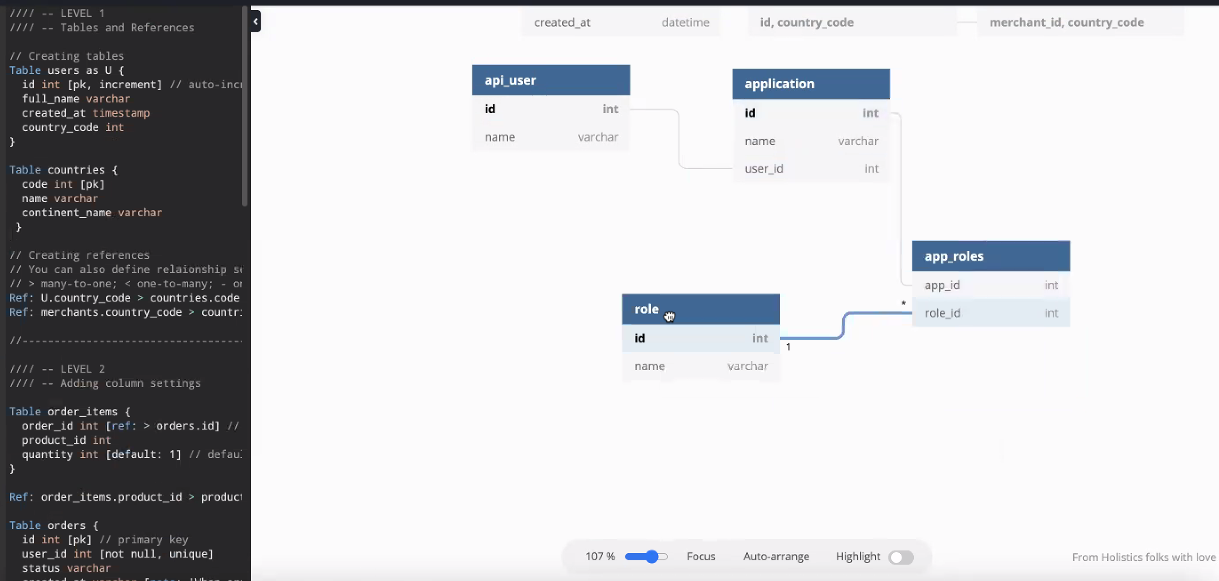 //// -- LEVEL 1
//// -- Tables and References
// Creating tables
Table users as U {
id int [pk, increment] // auto-incr
full_name varchar
created_at timestamp
country_code int
}
Table countries {
code int [pk]
name varchar
continent_name varchar
}
// Creating references
// You can also define relaionship se
// > many-to-one; < one-to-many; - on
Ref: U.country_code > countries.code
Ref: merchants.country_code > countri
//----------------------------------
//// -- LEVEL 2
//// -- Adding column settings
Table order_items {
order_id int [ref: > orders.id] //
product_id int
quantity int [default: 1] // defau
}
Ref: order_items.product_id > product
Table orders {
id int [pk] // primary key
user_id int [not null, unique]
status varchar
created_at datetime
id, country_code
merchant_id, country_code
api_user
id int
name varchar
application
id int
name varchar
user_id int
app_roles
app_id int
* role_id int
role
id int 1
name varchar
107 % Focus Auto-arrange Highlight
From Holistics folks with love